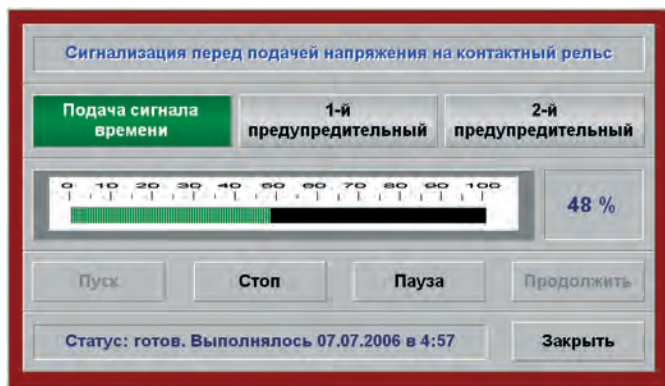 Сигнализация перед подачей напряжения на контактный рельс
Подача сигнала
времени
1-й
предупредительный
2-й
предупредительный
0 10 20 30 40 50 60 70 80 90 100
48 %
Пуск Стоп Пауза Продолжить
Статус: готов. Выполнялось 07.07.2006 в 4:57 Закрыть